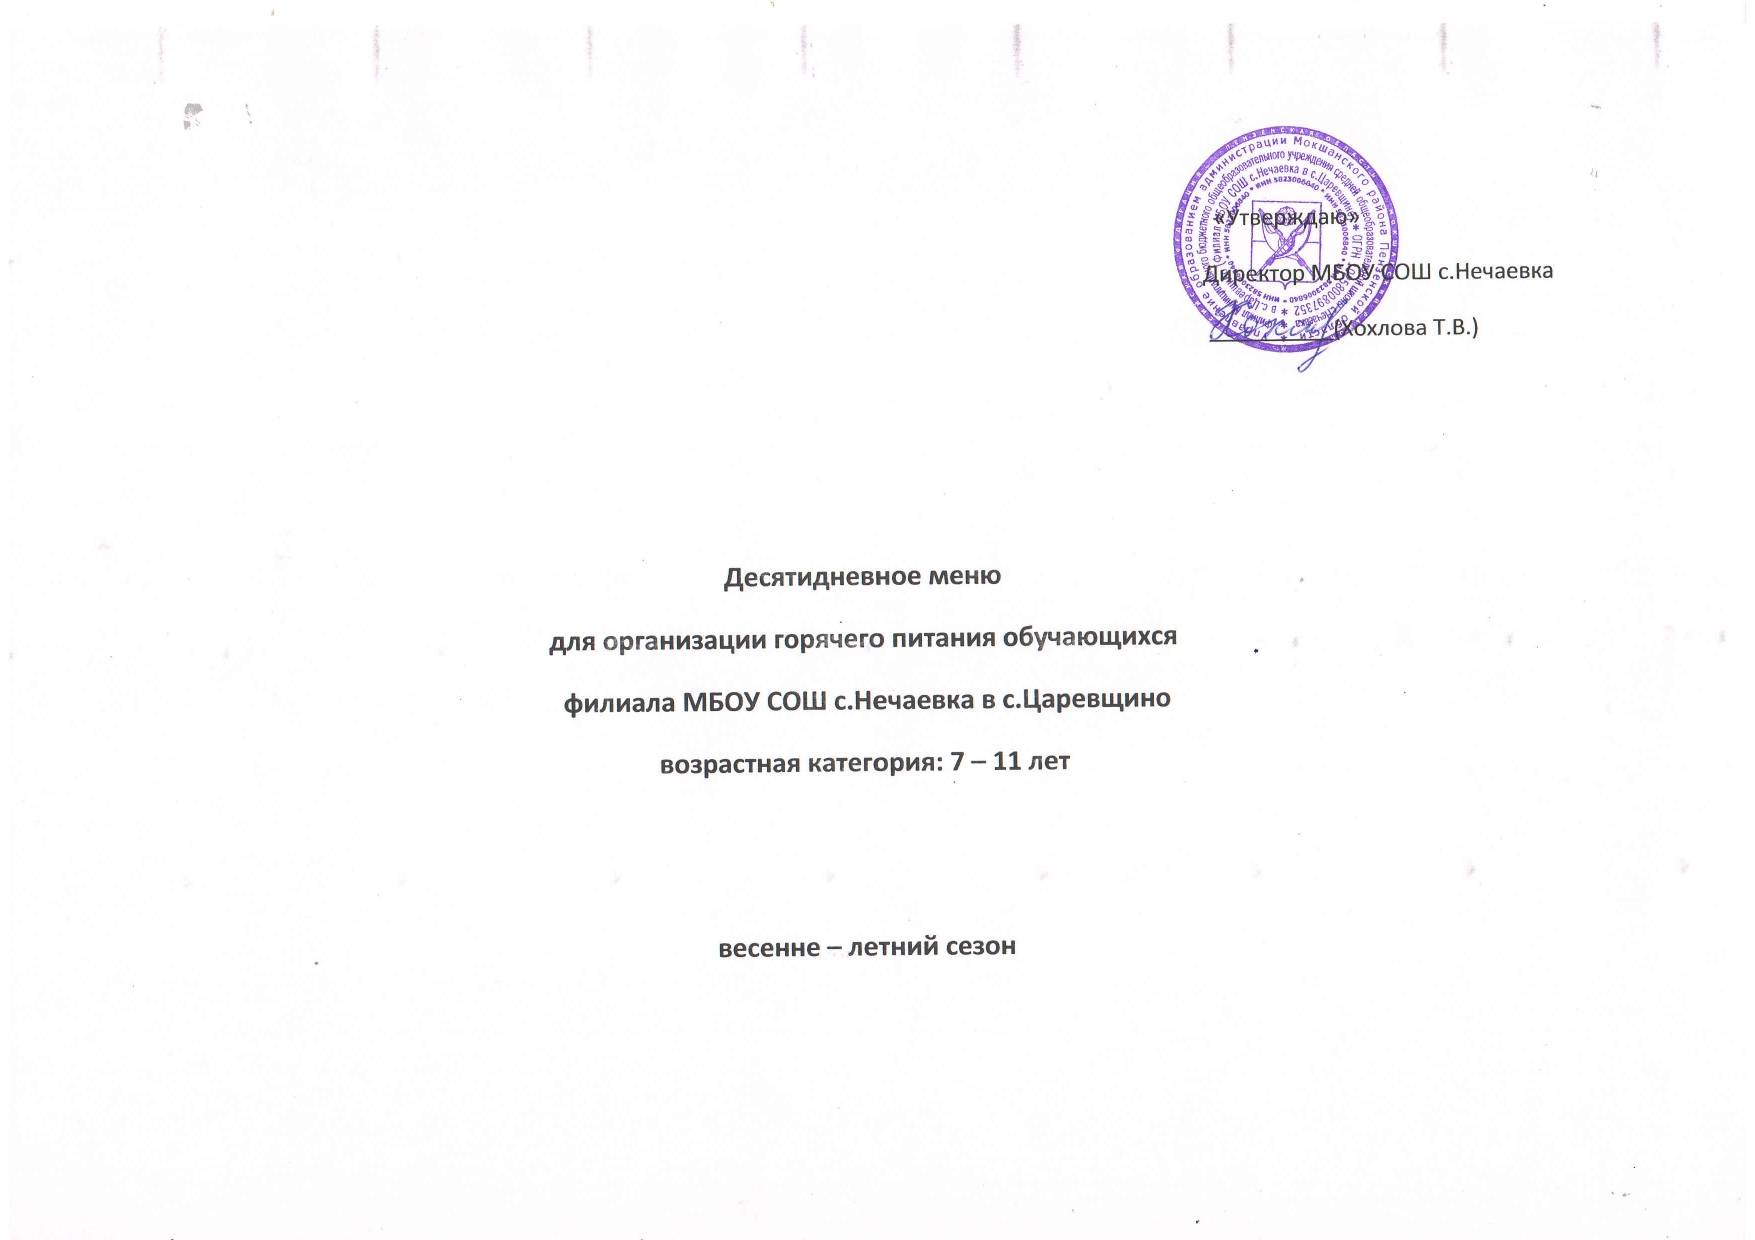 «Утверждаю»
Директор МБОУ СОШ с.Нечаевка
(Хохлова Т.В.)
Десятидневное меню
для организации горячего питания обучающихся
филиала МБОУ СОШ с.Нечаевка в с.Царевщино
возрастная категория: 7 – 11 лет
весенне – летний сезон